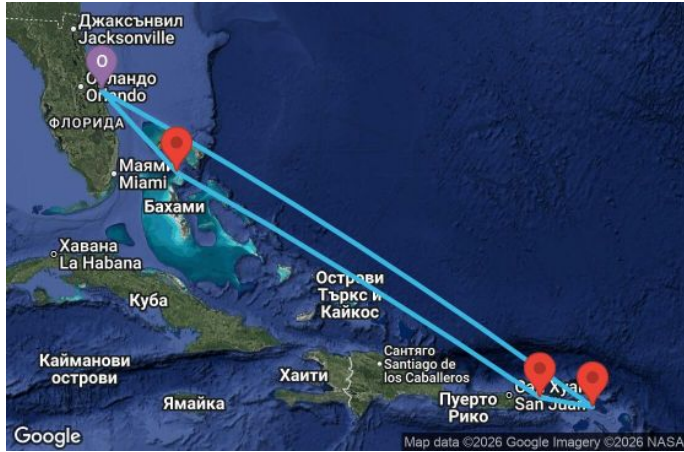 Джаксънвил
Jacksonville
O
Орландо
Orlando
ФЛОРИДА
Маями
Miami
Бахами
Хавана
La Habana
Куба
Острови
Търкс и
Кайкос
Кайманови
острови
Ямайка
Хаити
Сантяго
Santiago de
los Caballeros
Пуерто
Рико
San Juan
Google
Map data ©2026 Google Imagery ©2026 NASA